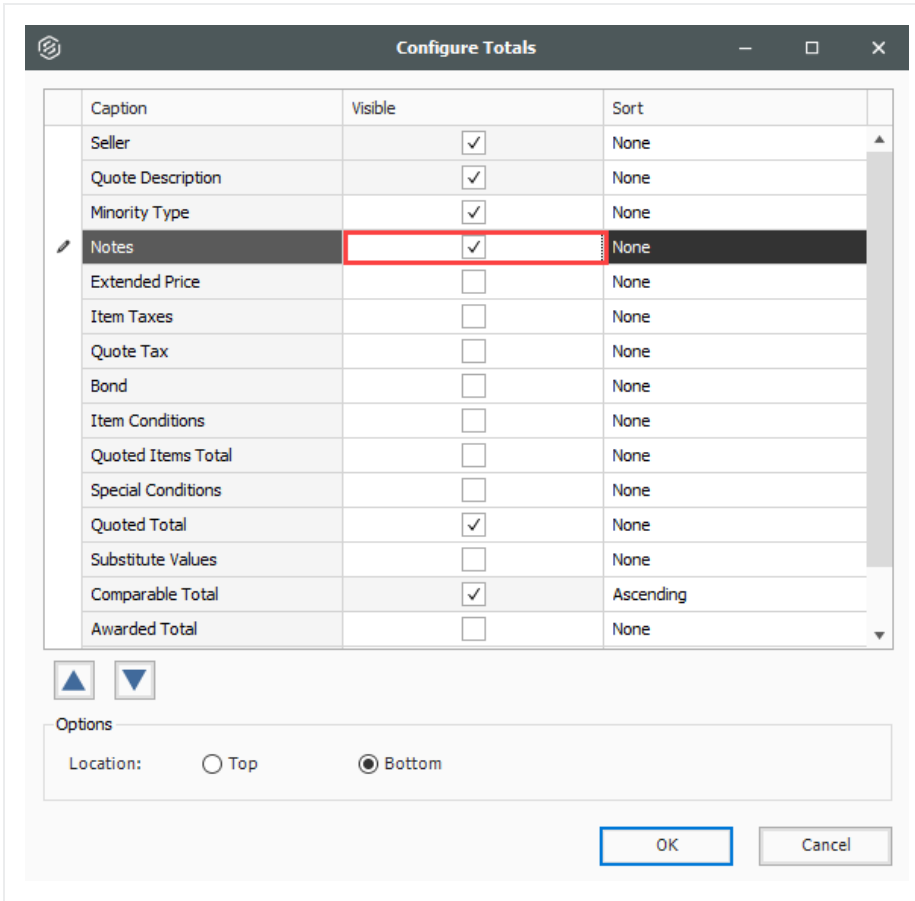 Configure Totals
Caption Visible Sort
Seller None
Quote Description None
Minority Type None
Notes None
Extended Price None
Item Taxes None
Quote Tax None
Bond None
Item Conditions None
Quoted Items Total None
Special Conditions None
Quoted Total None
Substitute Values None
Comparable Total Ascending
Awarded Total None
Options
Location: Top Bottom
OK Cancel